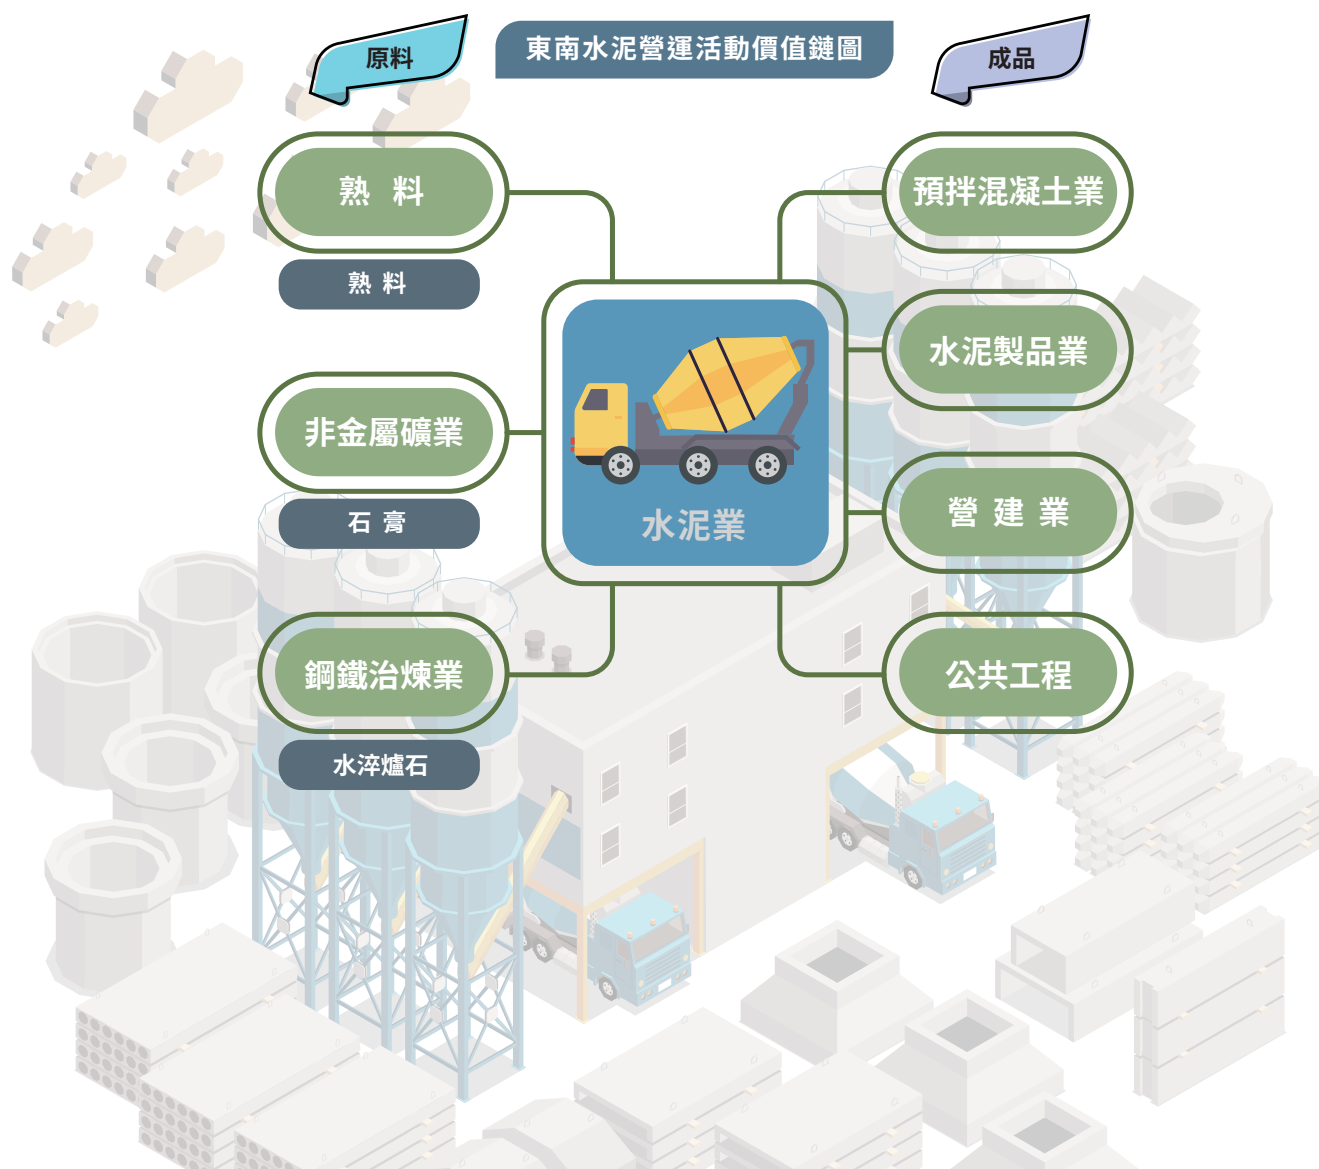 東南水泥營運活動價值鏈圖
原料
熟 料
熟 料
非金屬礦業
石 膏
鋼鐵治煉業
水淬爐石
水泥業
成品
預拌混凝土業
水泥製品業
營 建 業
公共工程